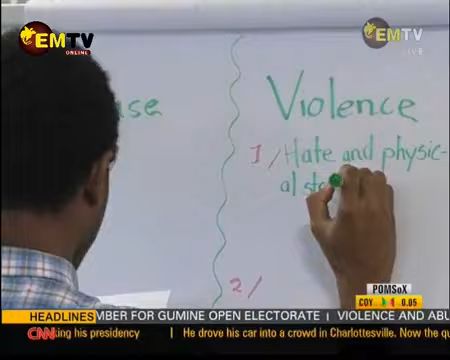 EMTV
ONLINE
EMTV
LIVE
Violence
1/ Hate and physic-
al st
2/
POMSoX
COY 1 0.05
HEADLINES MBER FOR GUMINE OPEN ELECTORATE | VIOLENCE AND ABU
CNN king his presidency | He drove his car into a crowd in Charlottesville. Now the qu